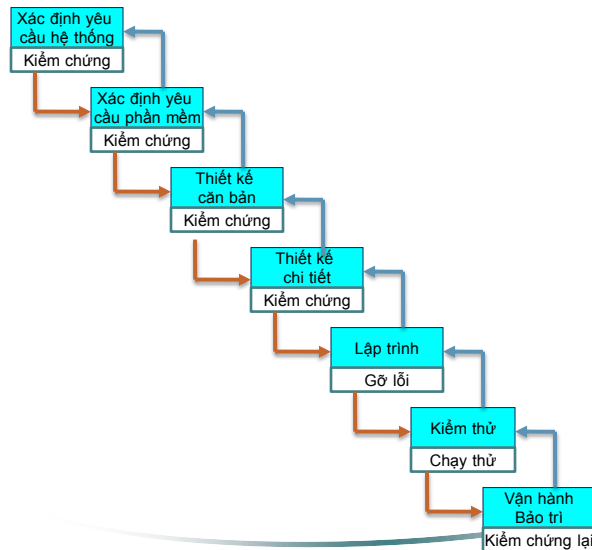 Xác định yêu
cầu hệ thống
Kiểm chứng
Xác định yêu
cầu phần mềm
Kiểm chứng
Thiết kế
căn bản
Kiểm chứng
Thiết kế
chi tiết
Kiểm chứng
Lập trình
Gỡ lỗi
Kiểm thử
Chạy thử
Vận hành
Bảo trì
Kiểm chứng lại